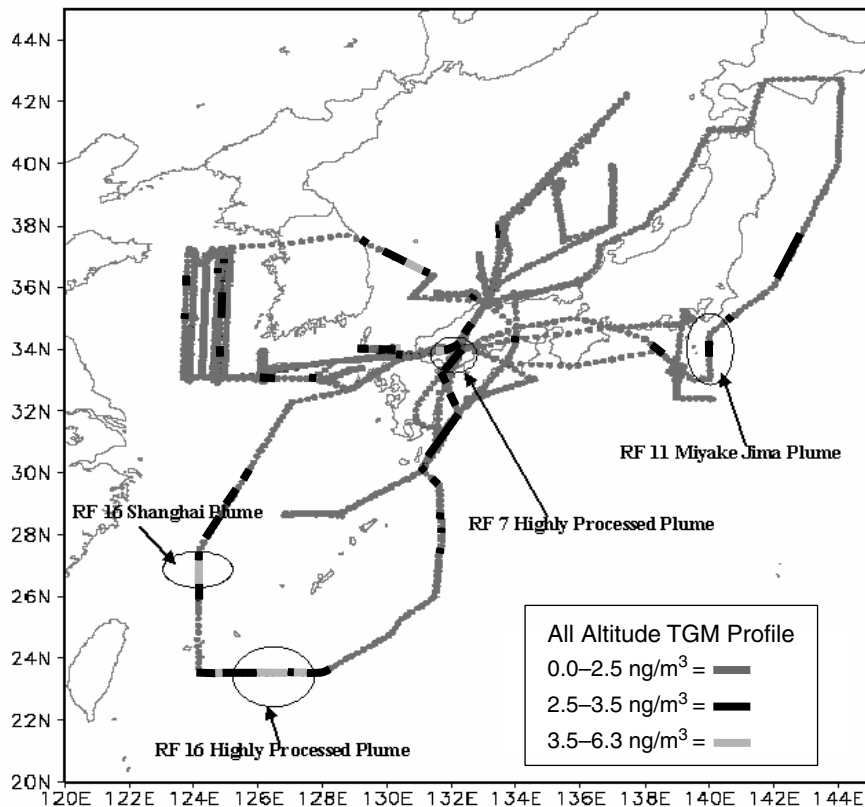 44N
42N
40N
38N
36N
34N
32N
30N
28N
26N
24N
22N
20N
120E 122E 124E 126E 128E 130E 132E 134E 136E 138E 140E 142E 144E
RF 11 Miyake Jima Plume
RF 16 Shanghai Plume
RF 7 Highly Processed Plume
RF 16 Highly Processed Plume
All Altitude TGM Profile
0.0–2.5 ng/m³ =
2.5–3.5 ng/m³ =
3.5–6.3 ng/m³ =